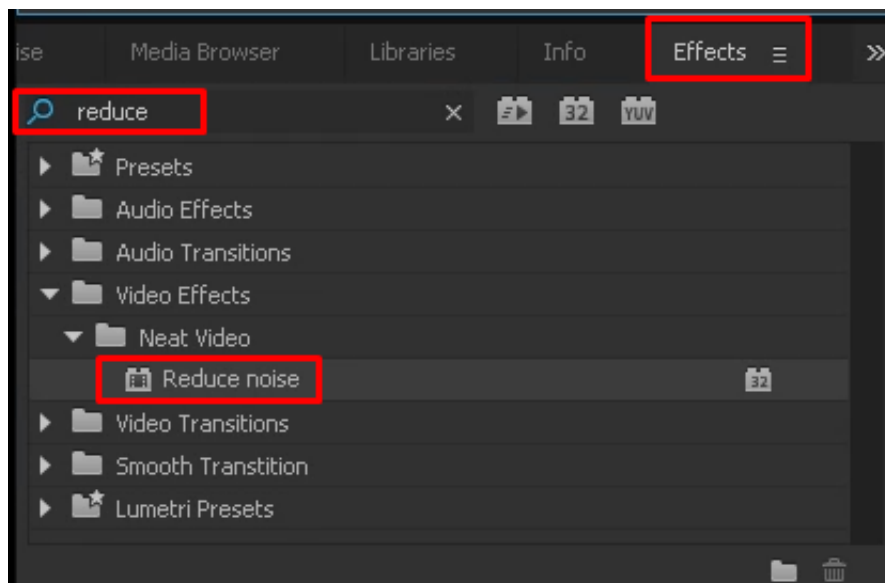 ise Media Browser Libraries Info Effects
reduce 32 YUV
Presets
Audio Effects
Audio Transitions
Video Effects
Neat Video
Reduce noise 32
Video Transitions
Smooth Transtition
Lumetri Presets